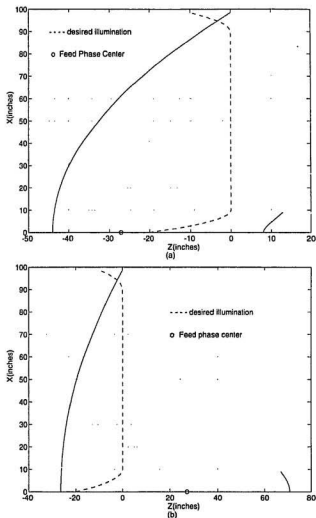 100
90
80
70
60
50
40
30
20
10
0
X(inches)
desired illumination
Feed Phase Center
-50 -40 -30 -20 -10 0 10 20
Z(inches)
(a)
100
90
80
70
60
50
40
30
20
10
0
X(inches)
desired illumination
Feed phase center
-40 -20 0 20 40 60 80
Z(inches)
(b)